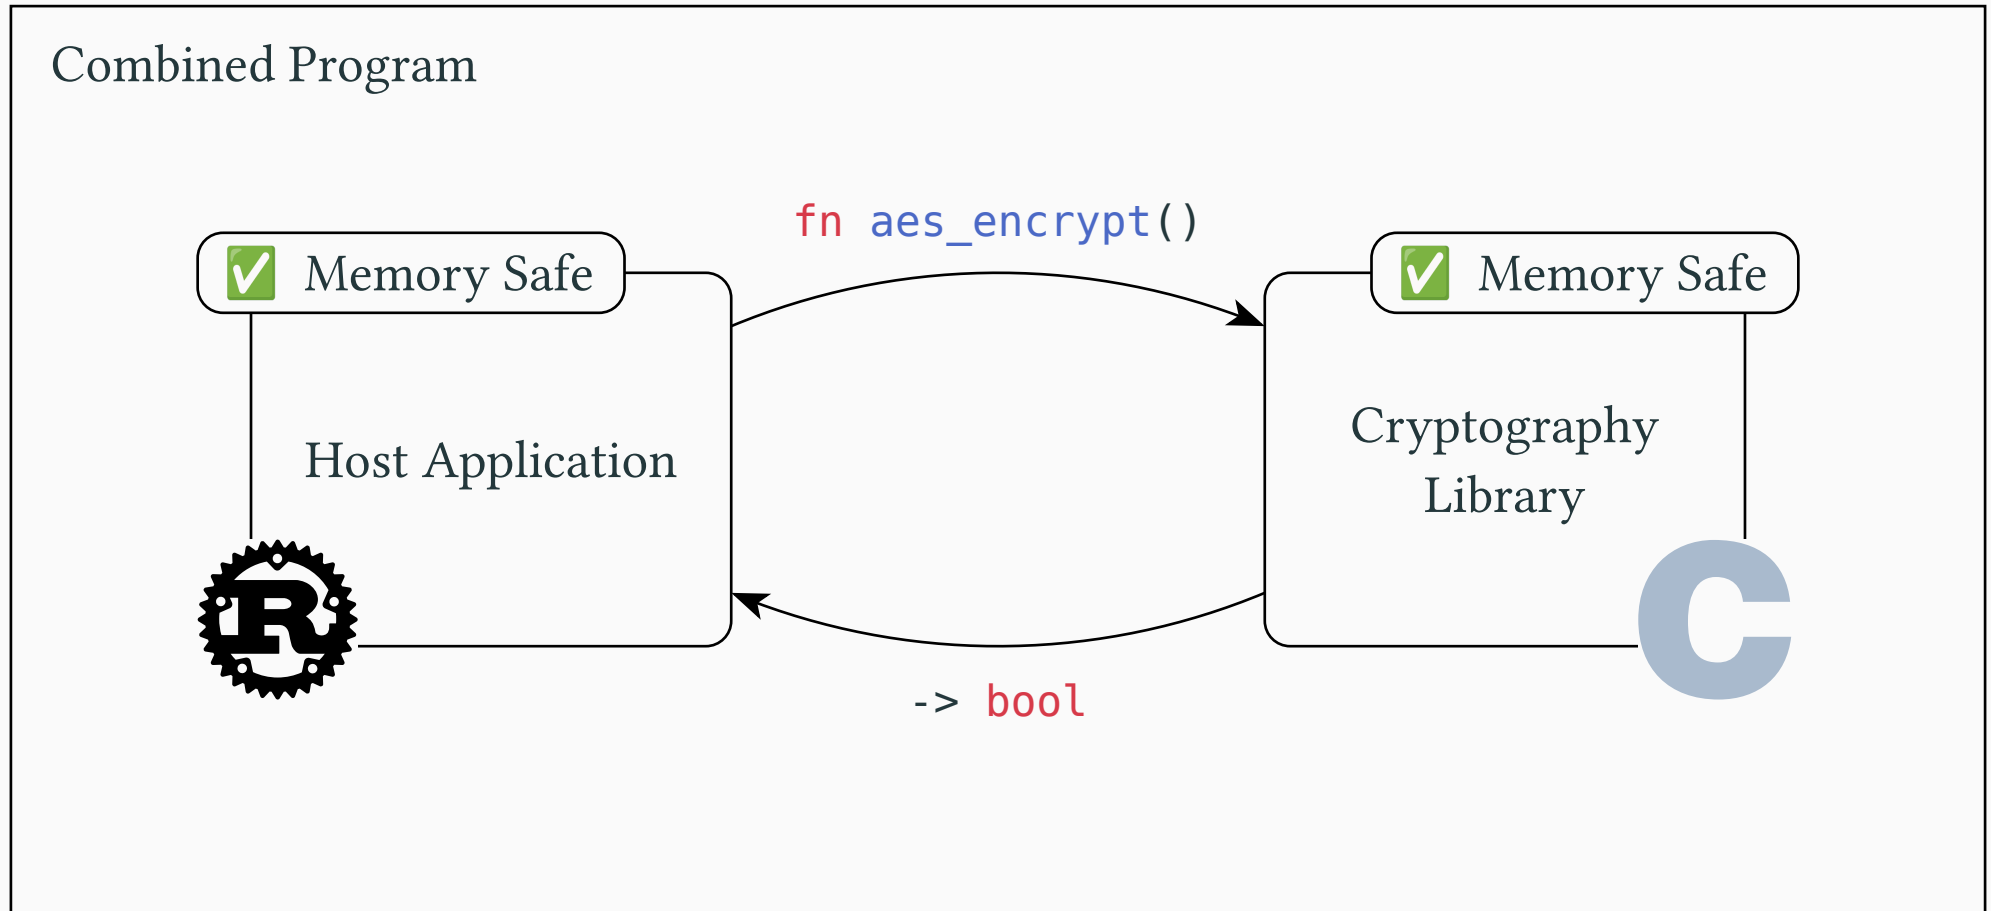 Combined Program
fn aes_encrypt()
✅ Memory Safe
✅ Memory Safe
Host Application
Cryptography
Library
R
C
-> bool